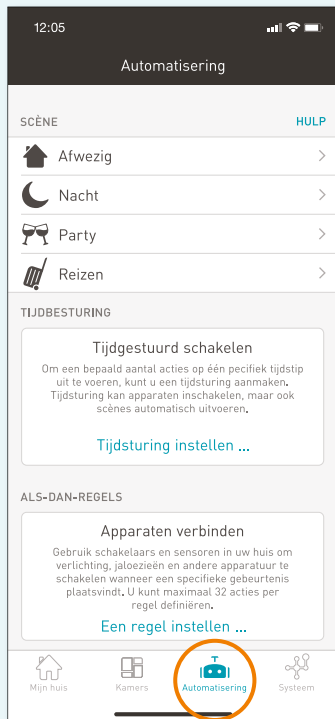 12:05
Automatisering
SCÈNE
HULP
Afwezig
Nacht
Party
Reizen
TIJDBESTURING
Tijdgestuurd schakelen
Om een bepaald aantal acties op één pecifiek tijdstip
uit te voeren, kunt u een tijdsturing aanmaken.
Tijdsturing kan apparaten inschakelen, maar ook
scènes automatisch uitvoeren.
Tijdsturing instellen ...
ALS-DAN-REGELS
Apparaten verbinden
Gebruik schakelaars en sensoren in uw huis om
verlichting, jaloezieën en andere apparatuur te
schakelen wanneer een specifieke gebeurtenis
plaatsvindt. U kunt maximaal 32 acties per
regel definiëren.
Een regel instellen ...
Mijn huis
Kamers
Automatisering
Systeem